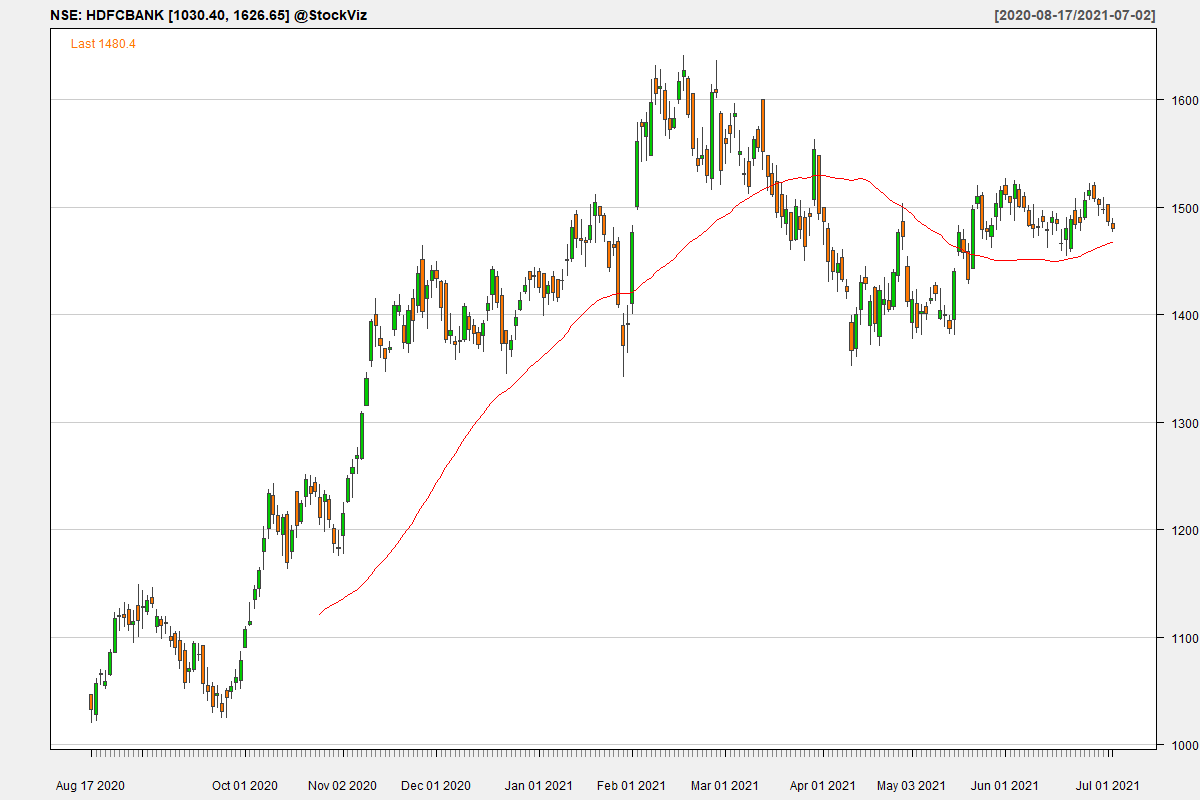 NSE: HDFCBANK [1030.40, 1626.65] @StockViz [2020-08-17/2021-07-02]
Last 1480.4
1600
1500
1400
1300
1200
1100
1000
Aug 17 2020 Oct 01 2020 Nov 02 2020 Dec 01 2020 Jan 01 2021 Feb 01 2021 Mar 01 2021 Apr 01 2021 May 03 2021 Jun 01 2021 Jul 01 2021